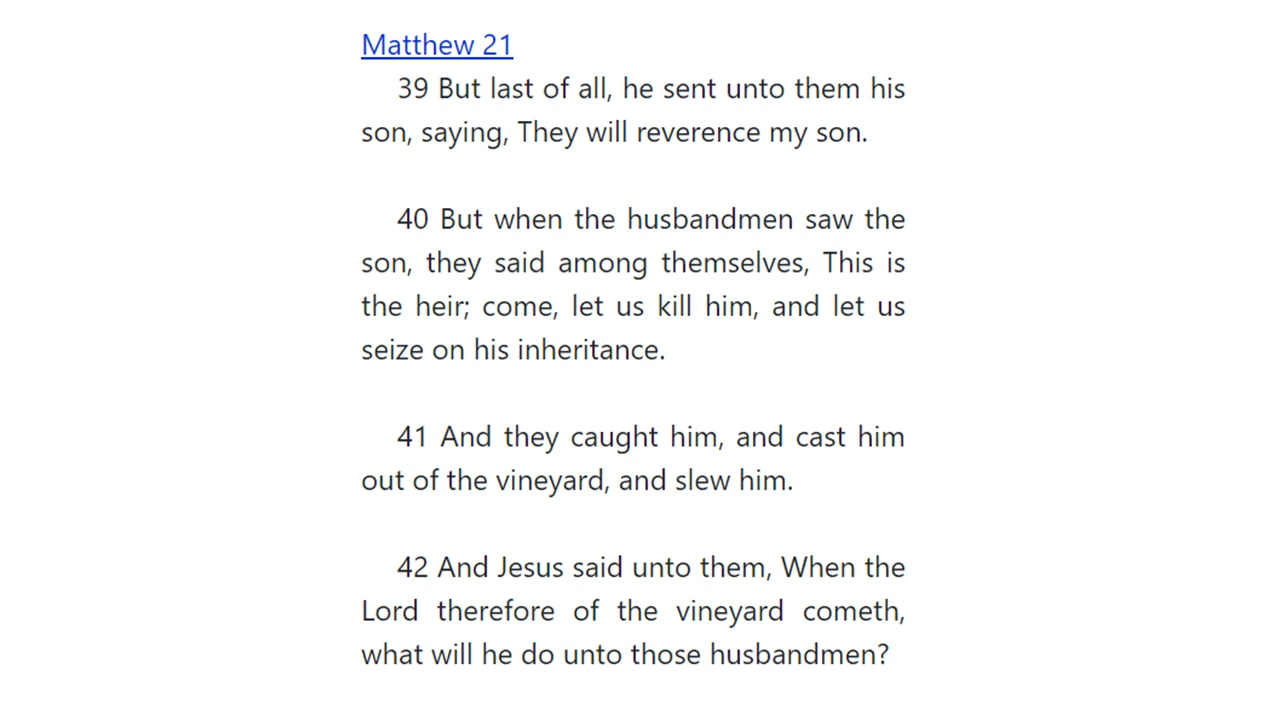 Matthew 21
39 But last of all, he sent unto them his
son, saying, They will reverence my son.
40 But when the husbandmen saw the
son, they said among themselves, This is
the heir; come, let us kill him, and let us
seize on his inheritance.
41 And they caught him, and cast him
out of the vineyard, and slew him.
42 And Jesus said unto them, When the
Lord therefore of the vineyard cometh,
what will he do unto those husbandmen?